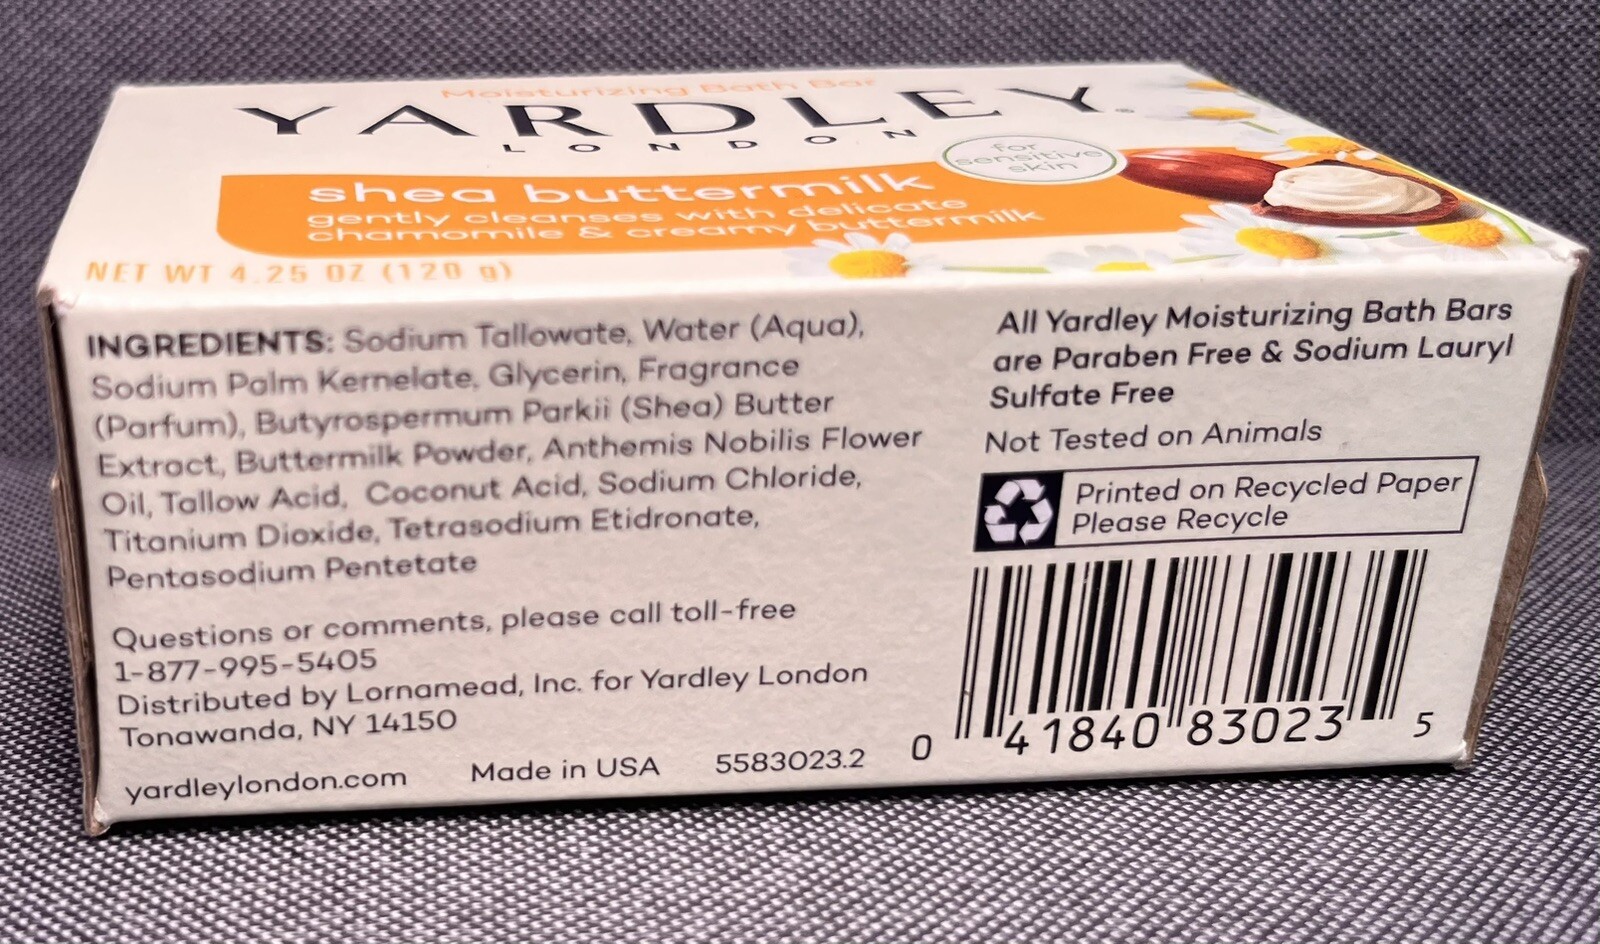 Moisturizing Bath Bar
YARDLEY®
LONDON
for
sensitive
skin
shea buttermilk
gently cleanses with delicate
chamomile & creamy buttermilk
NET WT 4.25 OZ (120 g)
INGREDIENTS: Sodium Tallowate, Water (Aqua),
Sodium Palm Kernelate, Glycerin, Fragrance
(Parfum), Butyrospermum Parkii (Shea) Butter
Extract, Buttermilk Powder, Anthemis Nobilis Flower
Oil, Tallow Acid, Coconut Acid, Sodium Chloride,
Titanium Dioxide, Tetrasodium Etidronate,
Pentasodium Pentetate
Questions or comments, please call toll-free
1-877-995-5405
Distributed by Lornamead, Inc. for Yardley London
Tonawanda, NY 14150
yardleylondon.com Made in USA 5583023.2
All Yardley Moisturizing Bath Bars
are Paraben Free & Sodium Lauryl
Sulfate Free
Not Tested on Animals
Printed on Recycled Paper
Please Recycle
0 41840 83023 5